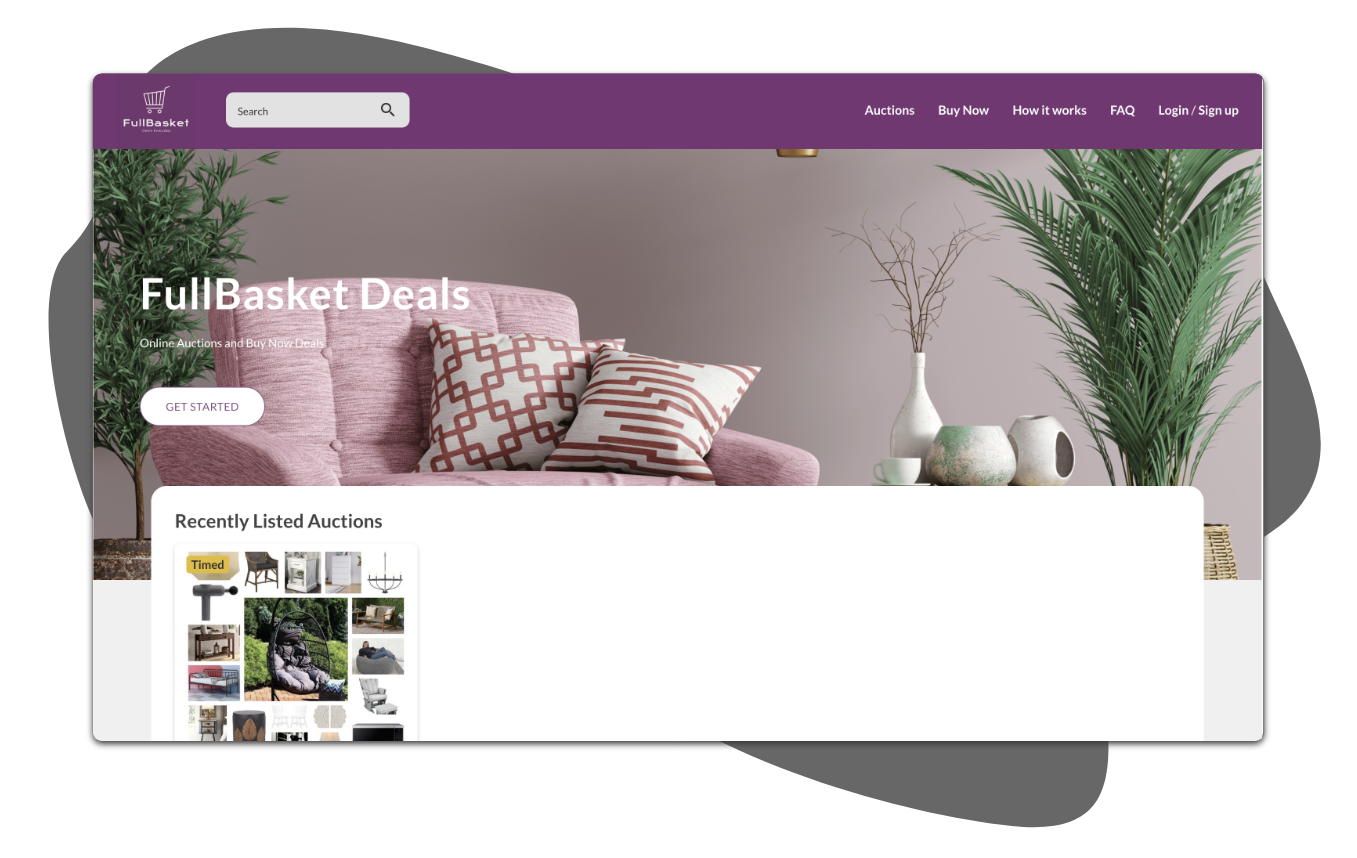 FullBasket
Search
Auctions
Buy Now
How it works
FAQ
Login / Sign up
FullBasket Deals
Online Auctions and Buy Now Deals
GET STARTED
Recently Listed Auctions
Timed